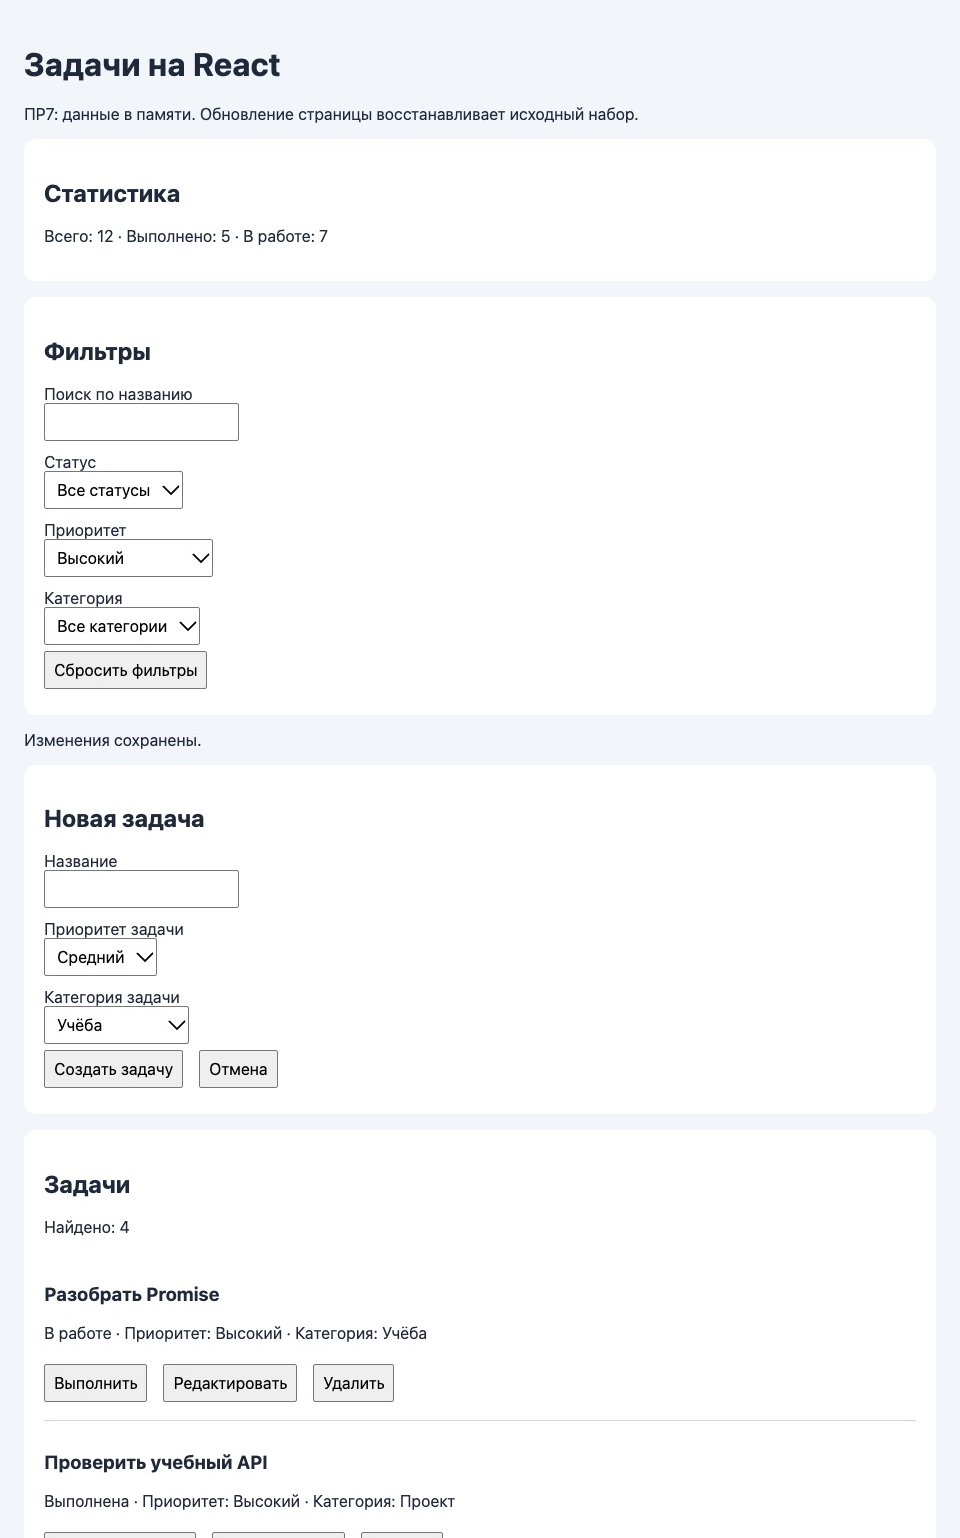 Задачи на React
ПР7: данные в памяти. Обновление страницы восстанавливает исходный набор.
Статистика
Всего: 12 · Выполнено: 5 · В работе: 7
Фильтры
Поиск по названию
Статус
Все статусы
Приоритет
Высокий
Категория
Все категории
Сбросить фильтры
Изменения сохранены.
Новая задача
Название
Приоритет задачи
Средний
Категория задачи
Учёба
Создать задачу Отмена
Задачи
Найдено: 4
Разобрать Promise
В работе · Приоритет: Высокий · Категория: Учёба
Выполнить Редактировать Удалить
Проверить учебный API
Выполнена · Приоритет: Высокий · Категория: Проект